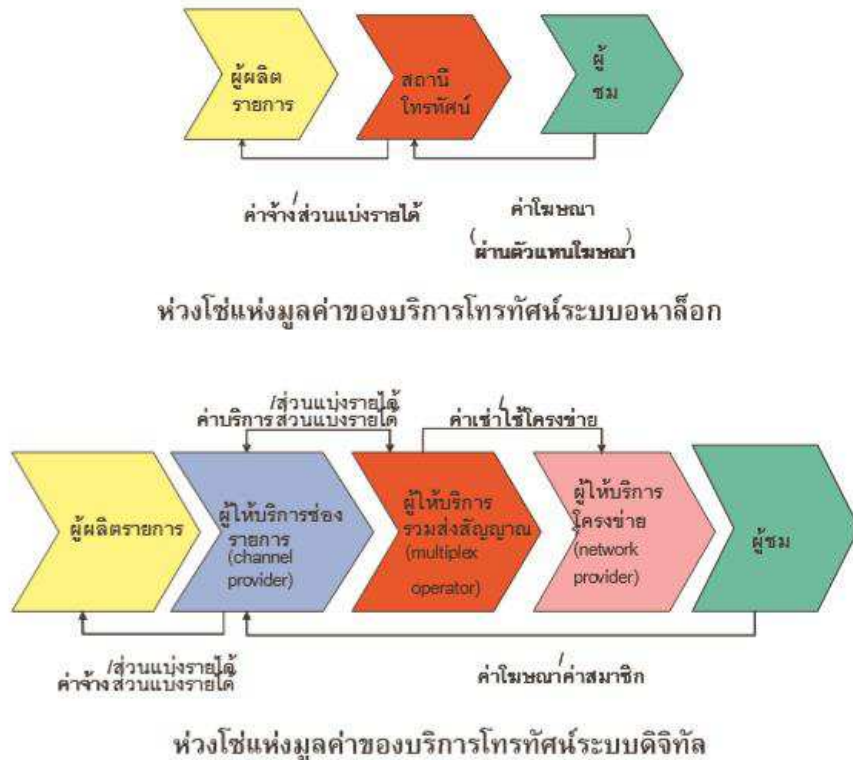 ผู้ผลิต
รายการ
สถานี
โทรทัศน์
ผู้
ชม
/
ค่าจ้างส่วนแบ่งรายได้
ค่าโฆษณา
(ผ่านตัวแทนโฆษณา)
ห่วงโซ่แห่งมูลค่าของบริการโทรทัศน์ระบบอนาล็อก
/ส่วนแบ่งรายได้
ค่าบริการส่วนแบ่งรายได้
/
ค่าเช่าใช้โครงข่าย
ผู้ผลิตรายการ
ผู้ให้บริการช่อง
รายการ
(channel
provider)
ผู้ให้บริการ
รวมส่งสัญญาณ
(multiplex
operator)
ผู้ให้บริการ
โครงข่าย
(network
provider)
ผู้ชม
/ส่วนแบ่งรายได้
ค่าจ้างส่วนแบ่งรายได้
/
ค่าโฆษณาค่าสมาชิก
ห่วงโซ่แห่งมูลค่าของบริการโทรทัศน์ระบบดิจิทัล